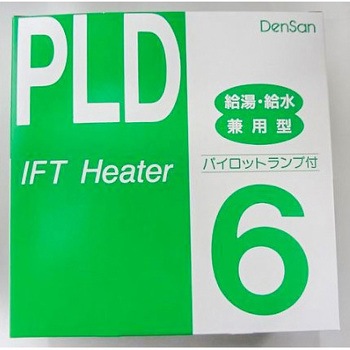 DenSan
PLD
IFT Heater
給湯・給水
兼用型
パイロットランプ付
6